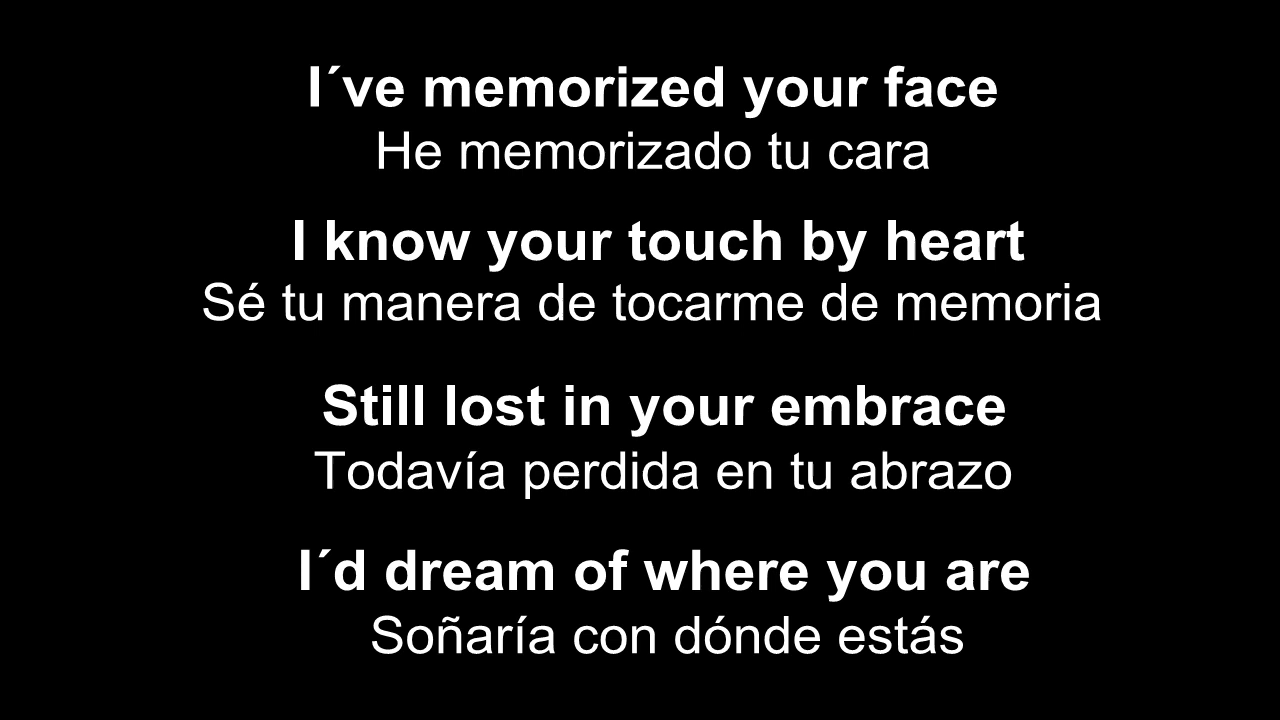 I´ve memorized your face
He memorizado tu cara
I know your touch by heart
Sé tu manera de tocarme de memoria
Still lost in your embrace
Todavía perdida en tu abrazo
I´d dream of where you are
Soñaría con dónde estás